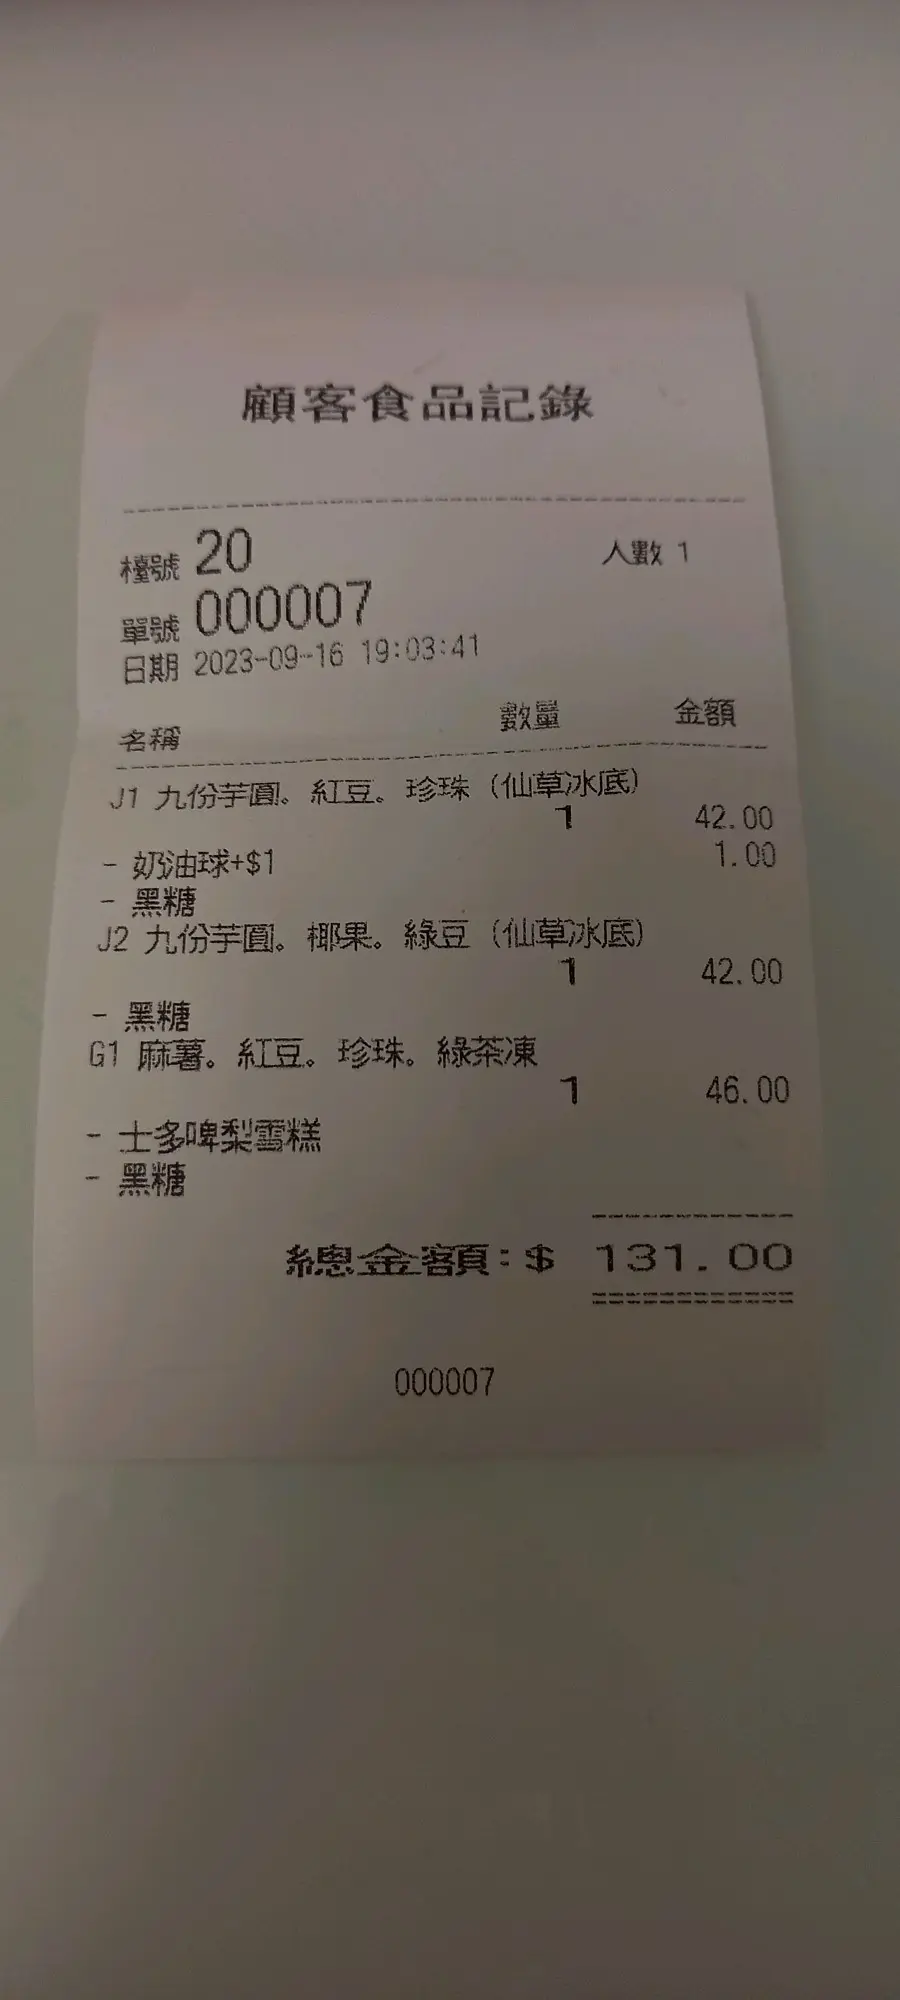 顧客食品記錄
檯號 20 人數 1
單號 000007
日期 2023-09-16 19:03:41
名稱 數量 金額
J1 九份芋圓。紅豆。珍珠（仙草冰底）
1 42.00
- 奶油球+$1 1.00
- 黑糖
J2 九份芋圓。椰果。綠豆（仙草冰底）
1 42.00
- 黑糖
G1 麻薯。紅豆。珍珠。綠茶凍
1 46.00
- 士多啤梨雪糕
- 黑糖
總金額:$ 131.00
000007